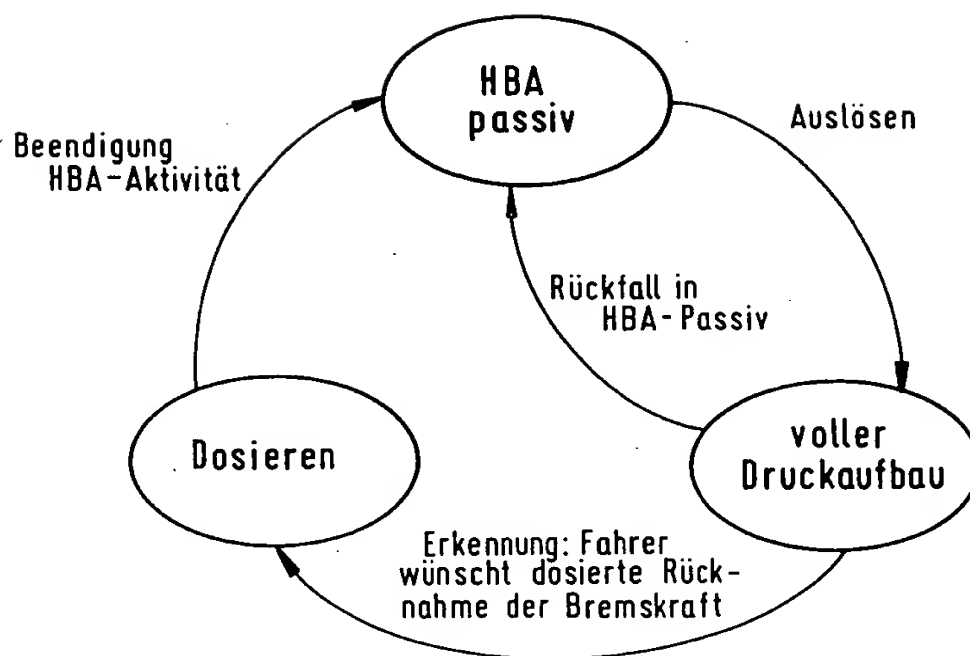 HBA
passiv
Auslösen
Beendigung
HBA-Aktivität
Rückfall in
HBA-Passiv
Dosieren
voller
Druckaufbau
Erkennung: Fahrer
wünscht dosierte Rück-
nahme der Bremskraft